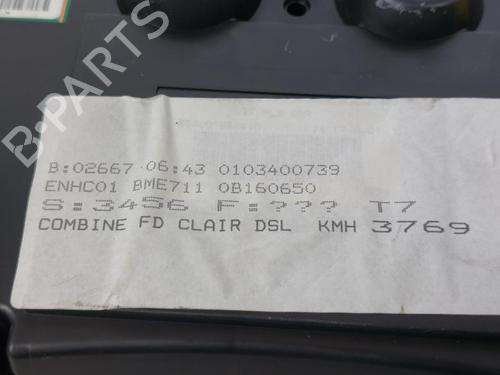 B:02667 06:43 0103400739
ENHC01 BME711 0B160650
S:3456 F:??? T7
COMBINE FD CLAIR DSL KMH 3769
B-PARTS